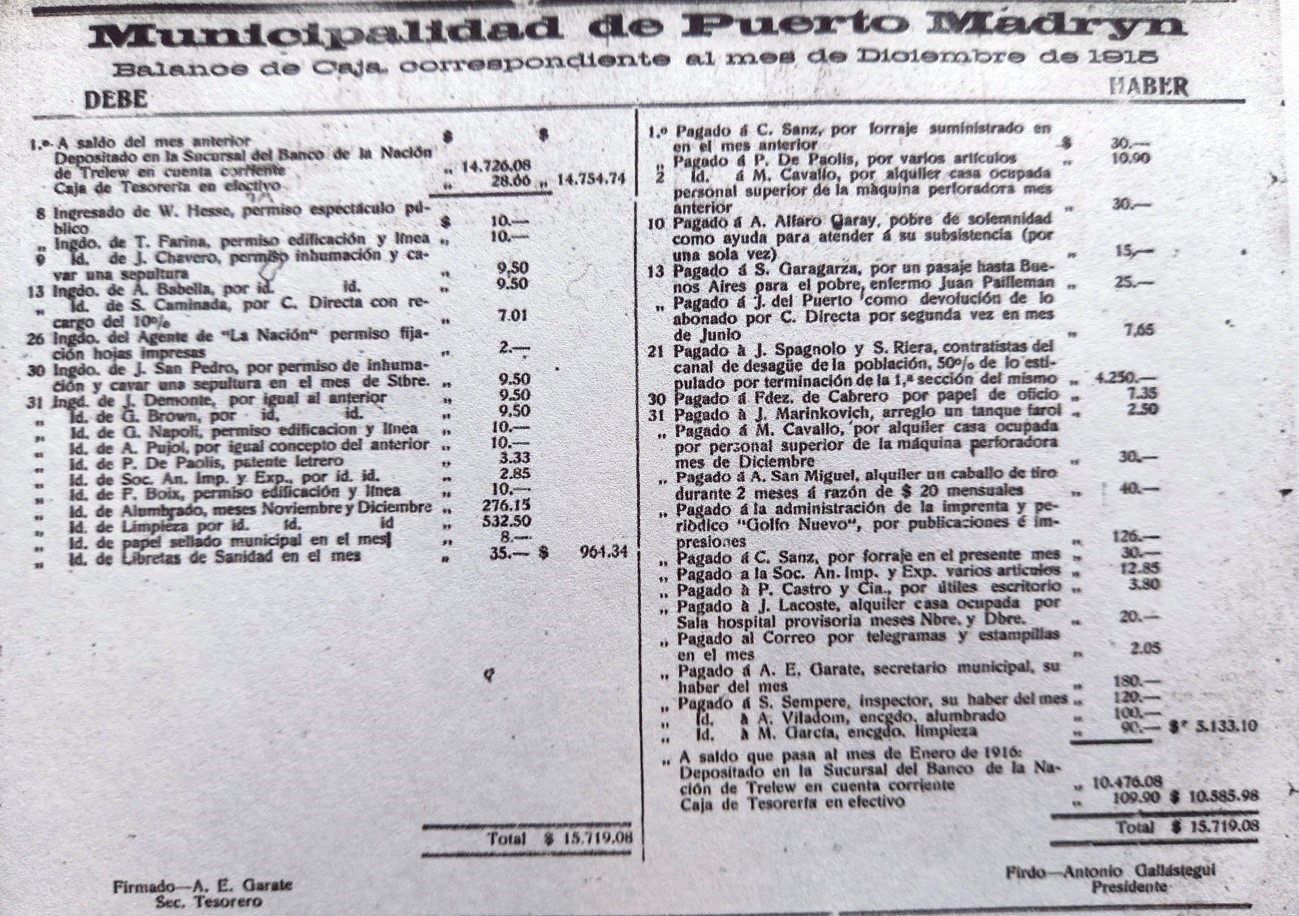 Municipalidad de Puerto Madryn
Balance de Caja, correspondiente al mes de Diciembre de 1915
DEBE
1.º A saldo del mes anterior $ $
Depositado en la Sucursal del Banco de la Nación
de Trelew en cuenta corriente „ 14.726.08
Caja de Tesorería en efectivo „ 28.66 „ 14.754.74
8 Ingresado de W. Hesse, permiso espectáculo pú-
blico $ 10.—
„ Ingdo. de T. Farina, permiso edificación y línea „ 10.—
9 Id. de J. Chavero, permiso inhumación y ca-
var una sepultura „ 9,50
13 Ingdo. de A. Babella, por id. id. „ 9.50
„ Id. de S. Caminada, por C. Directa con re-
cargo del 10% „ 7.01
26 Ingdo. del Agente de "La Nación" permiso fija-
ción hojas impresas „ 2.—
30 Ingdo. de J. San Pedro, por permiso de inhuma-
ción y cavar una sepultura en el mes de Stbre. „ 9.50
31 Ingd. de J. Demonte, por igual al anterior „ 9.50
„ Id. de G. Brown, por id. id. „ 9,50
„ Id. de G. Napoli, permiso edificacion y línea „ 10.—
„ Id. de A. Pujol, por igual concepto del anterior „ 10.—
„ Id. de P. De Paolis, patente letrero „ 3.33
„ Id. de Soc. An. Imp. y Exp., por id. id. „ 2.85
„ Id. de F. Boix, permiso edificación y línea „ 10.—
„ Id. de Alumbrado, meses Noviembre y Diciembre „ 276.15
„ Id. de Limpieza por id. id. id „ 532.50
„ Id. de papel sellado municipal en el mes „ 8.—
„ Id. de Libretas de Sanidad en el mes „ 35.— $ 964.34
Total $ 15.719.08
Firmado—A. E. Garate
Sec. Tesorero
HABER
1.º Pagado á C. Sanz, por forraje suministrado en
en el mes anterior $ 30.—
„ Pagado á P. De Paolis, por varios artículos „ 10.90
2 Id. á M. Cavallo, por alquiler casa ocupada
personal superior de la máquina perforadora mes
anterior „ 30.—
10 Pagado á A. Alfaro Garay, pobre de solemnidad
como ayuda para atender á su subsistencia (por
una sola vez) „ 15,—
13 Pagado á S. Garagarza, por un pasaje hasta Bue-
nos Aires para el pobre, enfermo Juan Pailleman „ 25.—
„ Pagado á J. del Puerto como devolución de lo
abonado por C. Directa por segunda vez en mes
de Junio „ 7,65
21 Pagado à J. Spagnolo y S. Riera, contratistas del
canal de desagüe de la población, 50% de lo esti-
pulado por terminación de la 1,ª sección del mismo „ 4.250.—
30 Pagado á Fdez. de Cabrero por papel de oficio „ 7.35
31 Pagado à J. Marinkovich, arreglo un tanque farol „ 2.50
„ Pagado á M. Cavallo, por alquiler casa ocupada
por personal superior de la máquina perforadora
mes de Diciembre „ 30.—
„ Pagado á A. San Miguel, alquiler un caballo de tiro
durante 2 meses á razón de $ 20 mensuales „ 40.—
„ Pagado á la administración de la imprenta y pe-
riódico "Golfo Nuevo", por publicaciones é im-
presiones „ 126.—
„ Pagado á C. Sanz, por forraje en el presente mes „ 30.—
„ Pagado a la Soc. An. Imp. y Exp. varios artículos „ 12.85
„ Pagado à P. Castro y Cia., por útiles escritorio „ 3.80
„ Pagado à J. Lacoste, alquiler casa ocupada por
Sala hospital provisoria meses Nbre. y Dbre. „ 20.—
„ Pagado al Correo por telegramas y estampillas
en el mes „ 2.05
„ Pagado á A. E. Garate, secretario municipal, su
haber del mes „ 180.—
„ Pagado á S. Sempere, inspector, su haber del mes „ 120.—
„ Id. à A. Viladom, encgdo. alumbrado „ 100.—
„ Id. à M. García, encgdo. limpieza „ 90.— $ 5.133.10
„ A saldo que pasa al mes de Enero de 1916:
Depositado en la Sucursal del Banco de la Na-
ción de Trelew en cuenta corriente „ 10.476.08
Caja de Tesorería en efectivo „ 109.90 $ 10.585.98
Total $ 15.719.08
Firdo—Antonio Gallástegui
Presidente